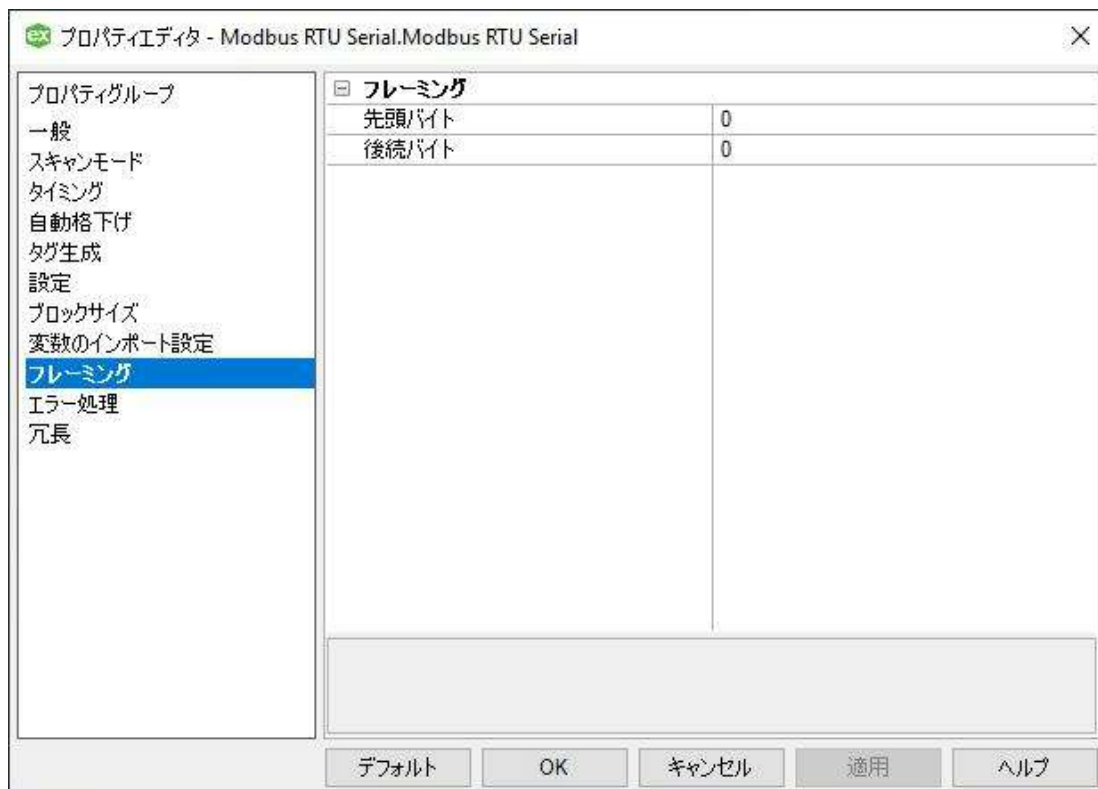 ex プロパティエディタ - Modbus RTU Serial.Modbus RTU Serial
プロパティグループ
一般
スキャンモード
タイミング
自動格下げ
タグ生成
設定
ブロックサイズ
変数のインポート設定
フレーミング
エラー処理
冗長
フレーミング
先頭バイト 0
後続バイト 0
デフォルト OK キャンセル 適用 ヘルプ